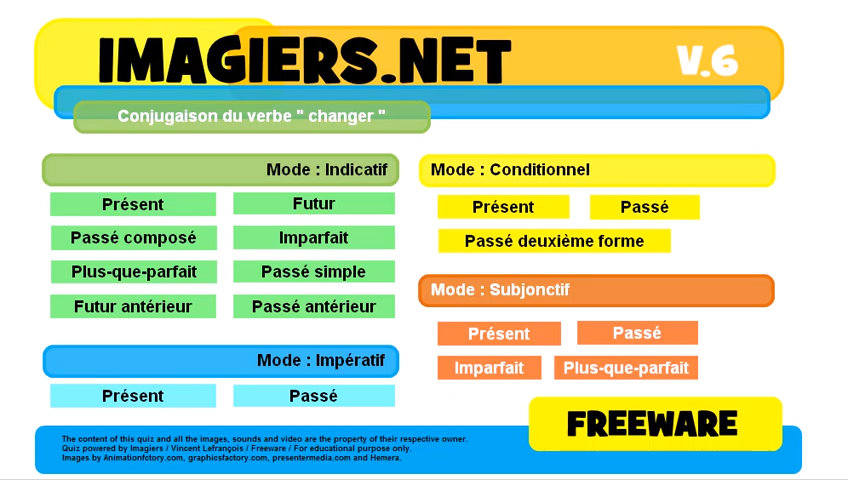 IMAGIERS.NET
V.6
Conjugaison du verbe " changer "
Mode : Indicatif
Présent
Futur
Passé composé
Imparfait
Plus-que-parfait
Passé simple
Futur antérieur
Passé antérieur
Mode : Impératif
Présent
Passé
Mode : Conditionnel
Présent
Passé
Passé deuxième forme
Mode : Subjonctif
Présent
Passé
Imparfait
Plus-que-parfait
FREEWARE
The content of this quiz and all the images, sounds and video are the property of their respective owner.
Quiz powered by Imagiers / Vincent Lefrançois / Freeware / For educational purpose only.
Images by Animationfctory.com, graphicsfactory.com, presentermedia.com and Hemera.